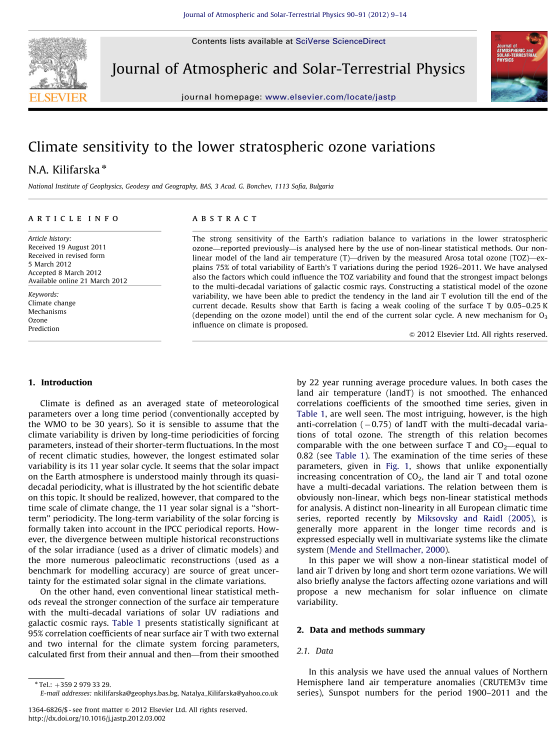 Journal of Atmospheric and Solar-Terrestrial Physics 90–91 (2012) 9–14
Contents lists available at SciVerse ScienceDirect
Journal of Atmospheric and Solar-Terrestrial Physics
journal homepage: www.elsevier.com/locate/jastp
ELSEVIER
Journal of
ATMOSPHERIC and
SOLAR-TERRESTRIAL
PHYSICS
Climate sensitivity to the lower stratospheric ozone variations
N.A. Kilifarska *
National Institute of Geophysics, Geodesy and Geography, BAS, 3 Acad. G. Bonchev, 1113 Sofia, Bulgaria
ARTICLE INFO
Article history:
Received 19 August 2011
Received in revised form
5 March 2012
Accepted 8 March 2012
Available online 21 March 2012
Keywords:
Climate change
Mechanisms
Ozone
Prediction
ABSTRACT
The strong sensitivity of the Earth's radiation balance to variations in the lower stratospheric
ozone—reported previously—is analysed here by the use of non-linear statistical methods. Our non-
linear model of the land air temperature (T)—driven by the measured Arosa total ozone (TOZ)—ex-
plains 75% of total variability of Earth's T variations during the period 1926–2011. We have analysed
also the factors which could influence the TOZ variability and found that the strongest impact belongs
to the multi-decadal variations of galactic cosmic rays. Constructing a statistical model of the ozone
variability, we have been able to predict the tendency in the land air T evolution till the end of the
current decade. Results show that Earth is facing a weak cooling of the surface T by 0.05–0.25 K
(depending on the ozone model) until the end of the current solar cycle. A new mechanism for O3
influence on climate is proposed.
© 2012 Elsevier Ltd. All rights reserved.
1. Introduction
Climate is defined as an averaged state of meteorological
parameters over a long time period (conventionally accepted by
the WMO to be 30 years). So it is sensible to assume that the
climate variability is driven by long-time periodicities of forcing
parameters, instead of their shorter-term fluctuations. In the most
of recent climatic studies, however, the longest estimated solar
variability is its 11 year solar cycle. It seems that the solar impact
on the Earth atmosphere is understood mainly through its quasi-
decadal periodicity, what is illustrated by the hot scientific debate
on this topic. It should be realized, however, that compared to the
time scale of climate change, the 11 year solar signal is a ‘‘short-
term’’ periodicity. The long-term variability of the solar forcing is
formally taken into account in the IPCC periodical reports. How-
ever, the divergence between multiple historical reconstructions
of the solar irradiance (used as a driver of climatic models) and
the more numerous paleoclimatic reconstructions (used as a
benchmark for modelling accuracy) are source of great uncer-
tainty for the estimated solar signal in the climate variations.
On the other hand, even conventional linear statistical meth-
ods reveal the stronger connection of the surface air temperature
with the multi-decadal variations of solar UV radiations and
galactic cosmic rays. Table 1 presents statistically significant at
95% correlation coefficients of near surface air T with two external
and two internal for the climate system forcing parameters,
calculated first from their annual and then—from their smoothed
by 22 year running average procedure values. In both cases the
land air temperature (landT) is not smoothed. The enhanced
correlations coefficients of the smoothed time series, given in
Table 1, are well seen. The most intriguing, however, is the high
anti-correlation (−0.75) of landT with the multi-decadal varia-
tions of total ozone. The strength of this relation becomes
comparable with the one between surface T and CO2—equal to
0.82 (see Table 1). The examination of the time series of these
parameters, given in Fig. 1, shows that unlike exponentially
increasing concentration of CO2, the land air T and total ozone
have a multi-decadal variations. The relation between them is
obviously non-linear, which begs non-linear statistical methods
for analysis. A distinct non-linearity in all European climatic time
series, reported recently by Miksovsky and Raidl (2005), is
generally more apparent in the longer time records and is
expressed especially well in multivariate systems like the climate
system (Mende and Stellmacher, 2000).
In this paper we will show a non-linear statistical model of
land air T driven by long and short term ozone variations. We will
also briefly analyse the factors affecting ozone variations and will
propose a new mechanism for solar influence on climate
variability.
2. Data and methods summary
2.1. Data
In this analysis we have used the annual values of Northern
Hemisphere land air temperature anomalies (CRUTEM3v time
series), Sunspot numbers for the period 1900–2011 and the
* Tel.: +359 2 979 33 29.
E-mail addresses: nkilifarska@geophys.bas.bg, Natalya_Kilifarska@yahoo.co.uk
1364-6826/$ - see front matter © 2012 Elsevier Ltd. All rights reserved.
http://dx.doi.org/10.1016/j.jastp.2012.03.002